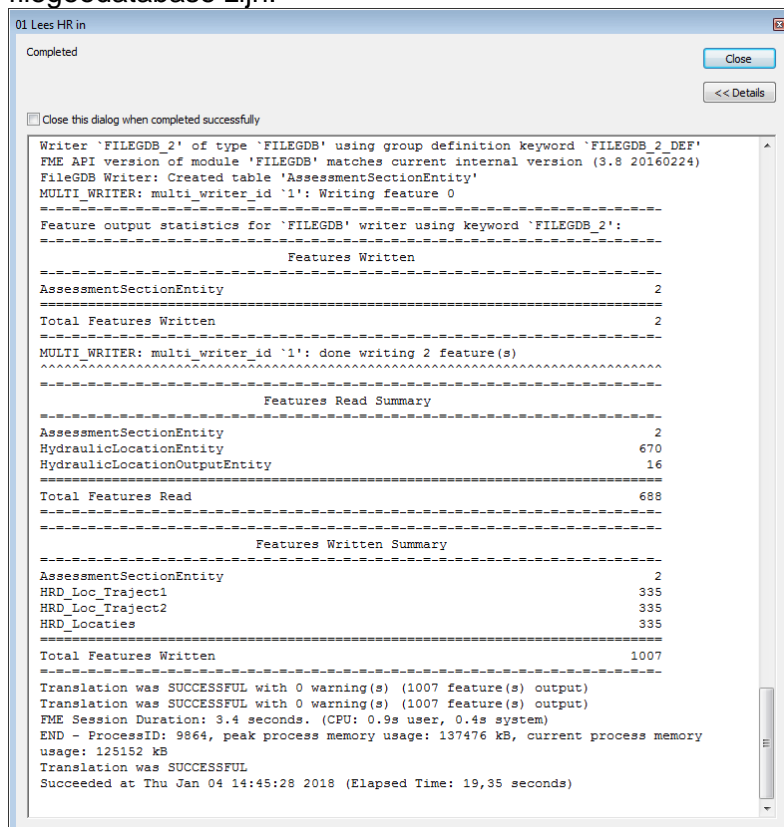 01 Lees HR in
Completed
Close
<< Details
Close this dialog when completed successfully
Writer `FILEGDB_2' of type `FILEGDB' using group definition keyword `FILEGDB_2_DEF'
FME API version of module 'FILEGDB' matches current internal version (3.8 20160224)
FileGDB Writer: Created table 'AssessmentSectionEntity'
MULTI_WRITER: multi_writer_id `1': Writing feature 0
=-=-=-=-=-=-=-=-=-=-=-=-=-=-=-=-=-=-=-=-=-=-=-=-=-=-=-=-=-=-=-=-=-=-=-=-=-=-=-
Feature output statistics for `FILEGDB' writer using keyword `FILEGDB_2':
=-=-=-=-=-=-=-=-=-=-=-=-=-=-=-=-=-=-=-=-=-=-=-=-=-=-=-=-=-=-=-=-=-=-=-=-=-=-=-
Features Written
=-=-=-=-=-=-=-=-=-=-=-=-=-=-=-=-=-=-=-=-=-=-=-=-=-=-=-=-=-=-=-=-=-=-=-=-=-=-=-
AssessmentSectionEntity 2
==============================================================================
Total Features Written 2
=-=-=-=-=-=-=-=-=-=-=-=-=-=-=-=-=-=-=-=-=-=-=-=-=-=-=-=-=-=-=-=-=-=-=-=-=-=-=-
MULTI_WRITER: multi_writer_id `1': done writing 2 feature(s)
^^^^^^^^^^^^^^^^^^^^^^^^^^^^^^^^^^^^^^^^^^^^^^^^^^^^^^^^^^^^^^^^^^^^^^^^^^^^^^
=-=-=-=-=-=-=-=-=-=-=-=-=-=-=-=-=-=-=-=-=-=-=-=-=-=-=-=-=-=-=-=-=-=-=-=-=-=-=-
Features Read Summary
=-=-=-=-=-=-=-=-=-=-=-=-=-=-=-=-=-=-=-=-=-=-=-=-=-=-=-=-=-=-=-=-=-=-=-=-=-=-=-
AssessmentSectionEntity 2
HydraulicLocationEntity 670
HydraulicLocationOutputEntity 16
==============================================================================
Total Features Read 688
=-=-=-=-=-=-=-=-=-=-=-=-=-=-=-=-=-=-=-=-=-=-=-=-=-=-=-=-=-=-=-=-=-=-=-=-=-=-=-
=-=-=-=-=-=-=-=-=-=-=-=-=-=-=-=-=-=-=-=-=-=-=-=-=-=-=-=-=-=-=-=-=-=-=-=-=-=-=-
Features Written Summary
=-=-=-=-=-=-=-=-=-=-=-=-=-=-=-=-=-=-=-=-=-=-=-=-=-=-=-=-=-=-=-=-=-=-=-=-=-=-=-
AssessmentSectionEntity 2
HRD_Loc_Traject1 335
HRD_Loc_Traject2 335
HRD_Locaties 335
==============================================================================
Total Features Written 1007
=-=-=-=-=-=-=-=-=-=-=-=-=-=-=-=-=-=-=-=-=-=-=-=-=-=-=-=-=-=-=-=-=-=-=-=-=-=-=-
Translation was SUCCESSFUL with 0 warning(s) (1007 feature(s) output)
Translation was SUCCESSFUL with 0 warning(s) (1007 feature(s) output)
FME Session Duration: 3.4 seconds. (CPU: 0.9s user, 0.4s system)
END - ProcessID: 9864, peak process memory usage: 137476 kB, current process memory
usage: 125152 kB
Translation was SUCCESSFUL
Succeeded at Thu Jan 04 14:45:28 2018 (Elapsed Time: 19,35 seconds)